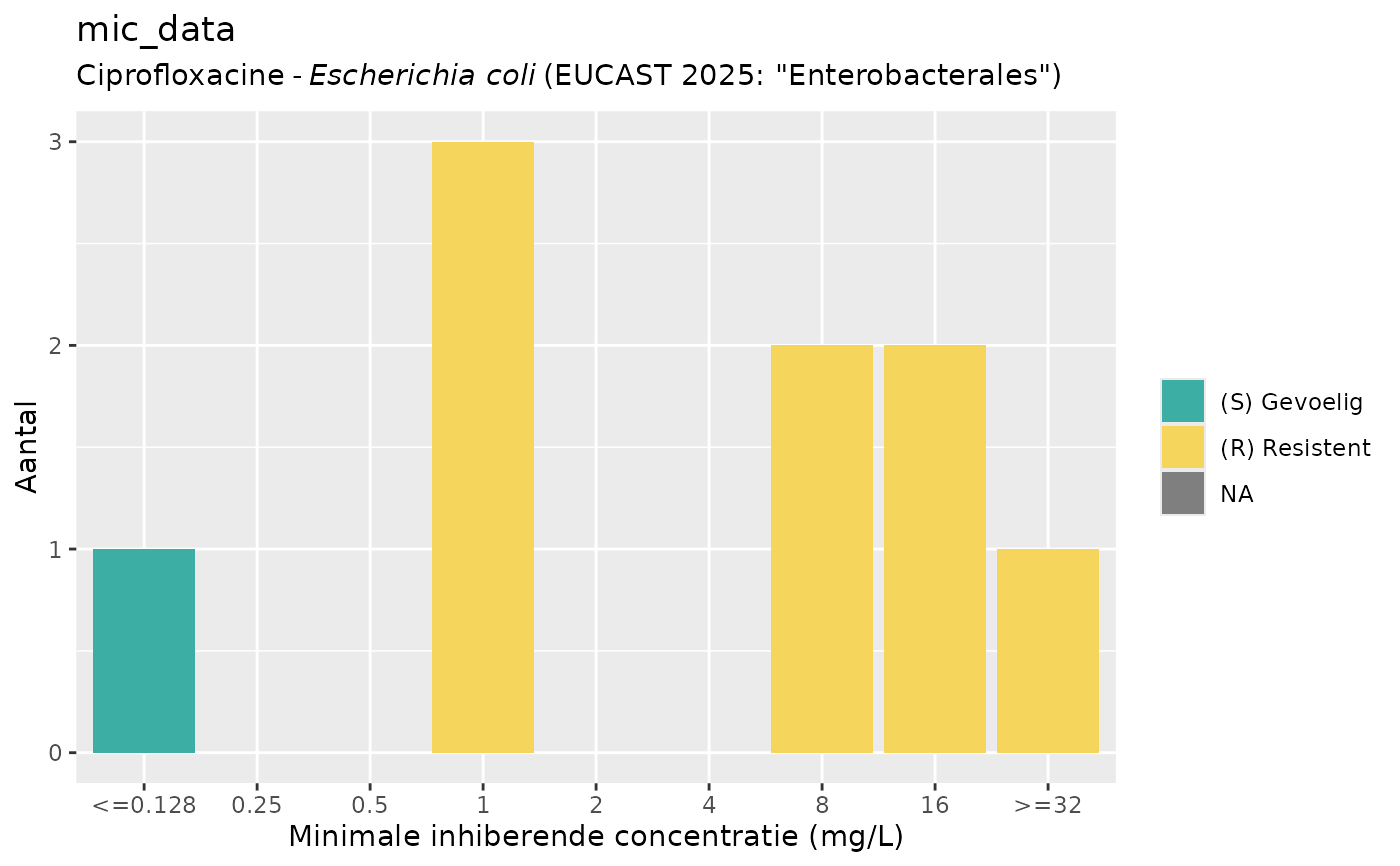 mic_data
Ciprofloxacine - Escherichia coli (EUCAST 2025: "Enterobacterales")
3
2
1
0
Aantal
<=0.128 0.25 0.5 1 2 4 8 16 >=32
Minimale inhiberende concentratie (mg/L)
(S) Gevoelig
(R) Resistent
NA